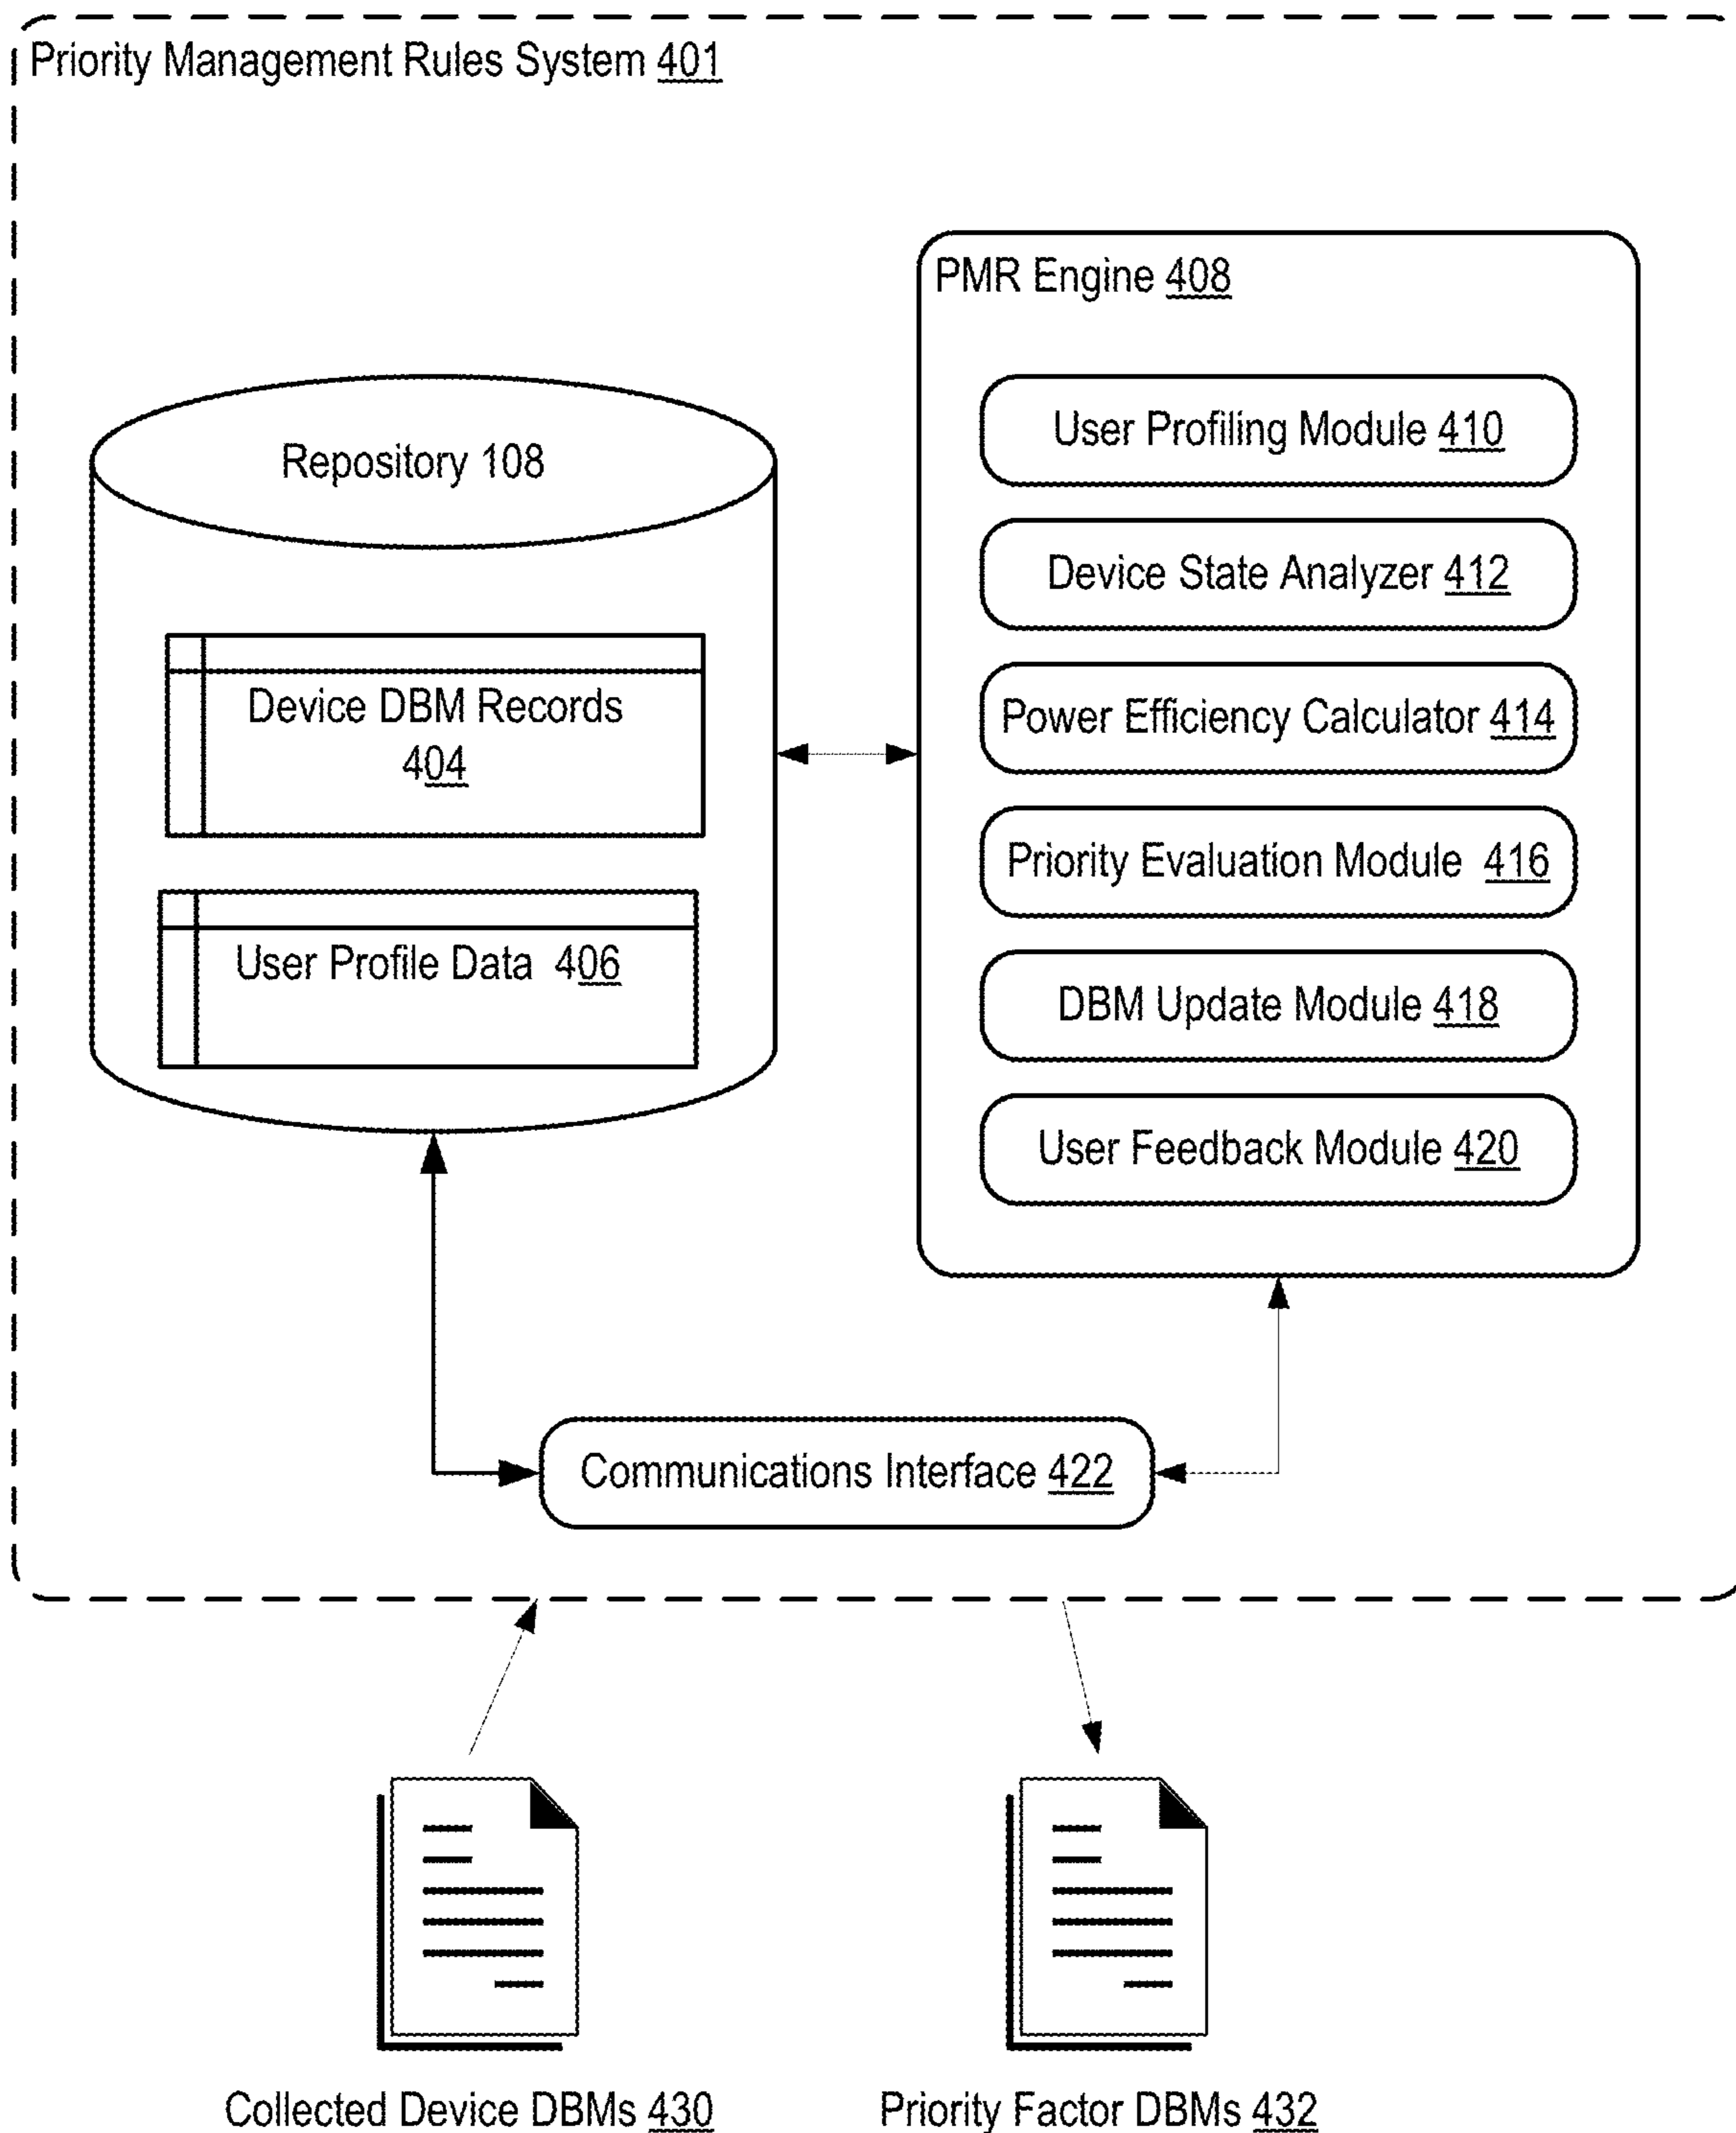 Priority Management Rules System 401
PMR Engine 408
Repository 108
User Profiling Module 410
Device State Analyzer 412
Device DBM Records
404
Power Efficiency Calculator 414
Priority Evaluation Module 416
User Profile Data 406
DBM Update Module 418
User Feedback Module 420
Communications Interface 422
Collected Device DBMs 430
Priority Factor DBMs 432